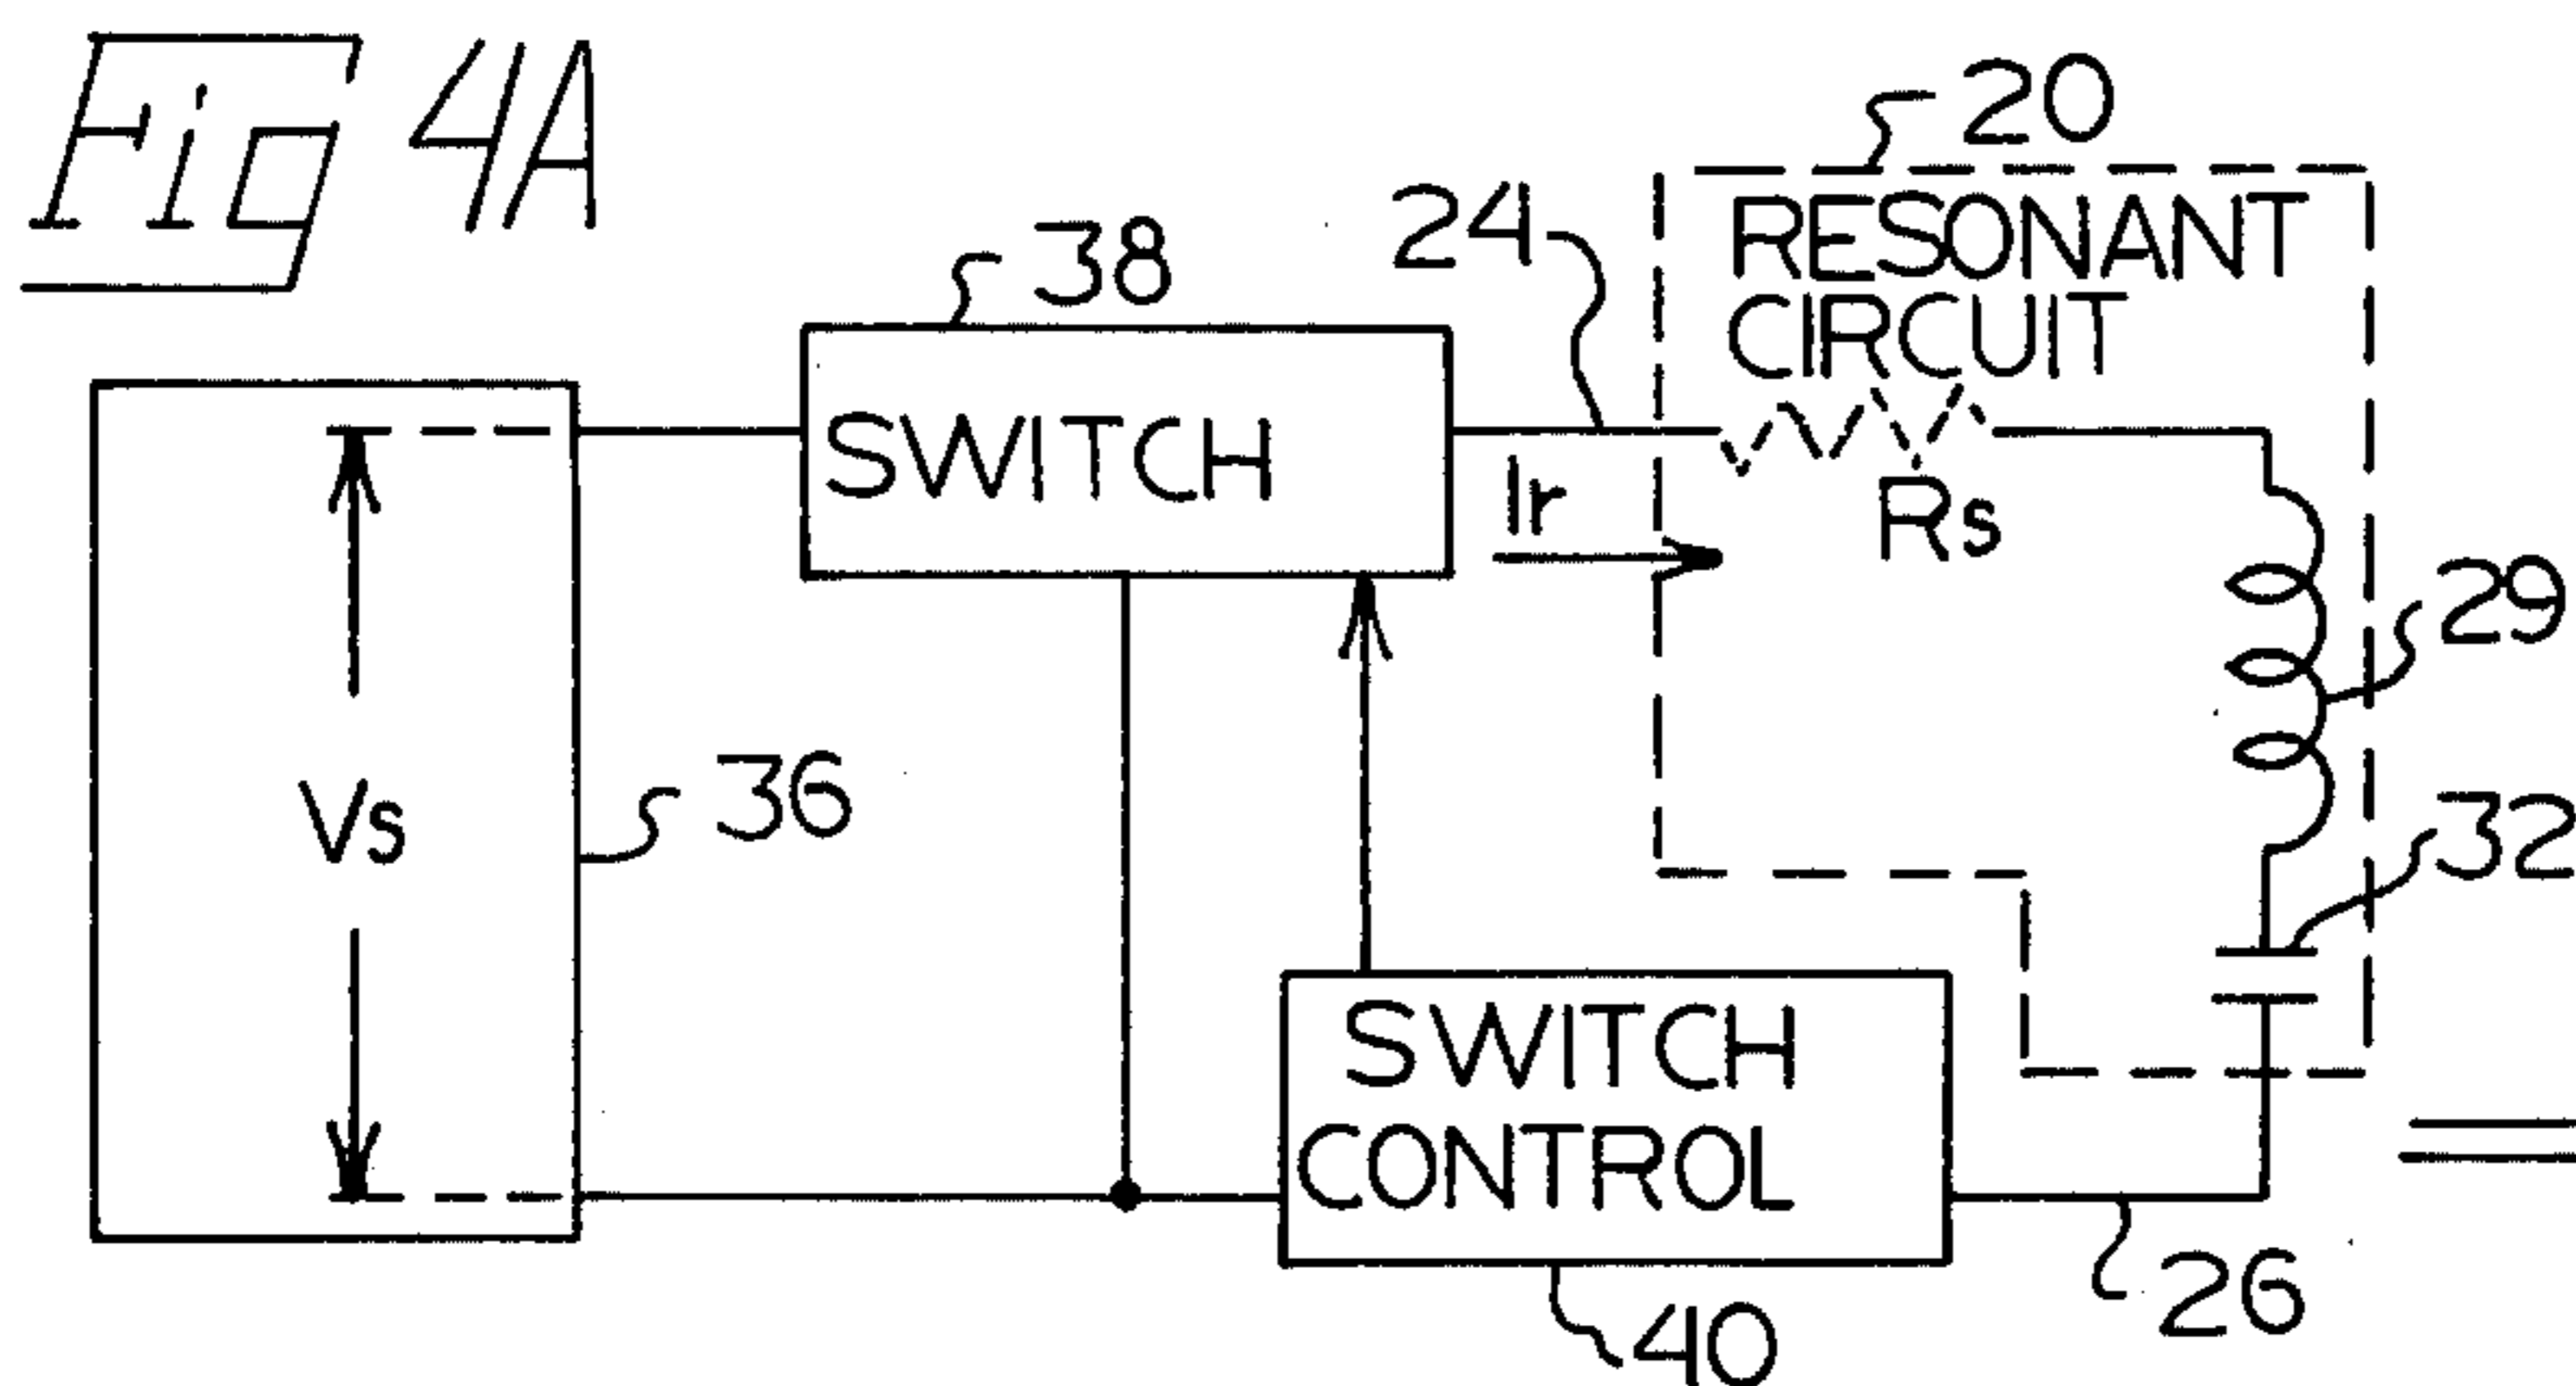 Fig 4A
20
RESONANT
CIRCUIT
24
38
SWITCH
Ir
Rs
29
36
Vs
32
SWITCH
CONTROL
26
40